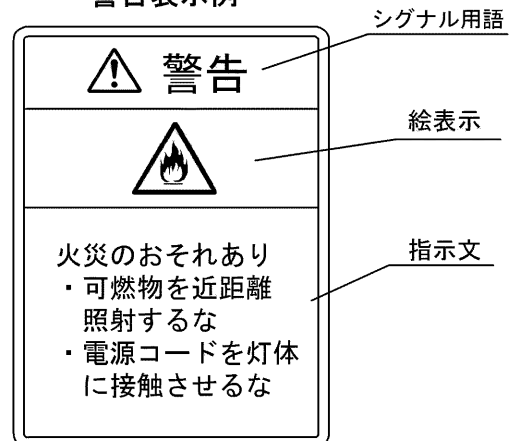 警告表示例
シグナル用語
警告
絵表示
火災のおそれあり
指示文
・可燃物を近距離
照射するな
・電源コードを灯体
に接触させるな